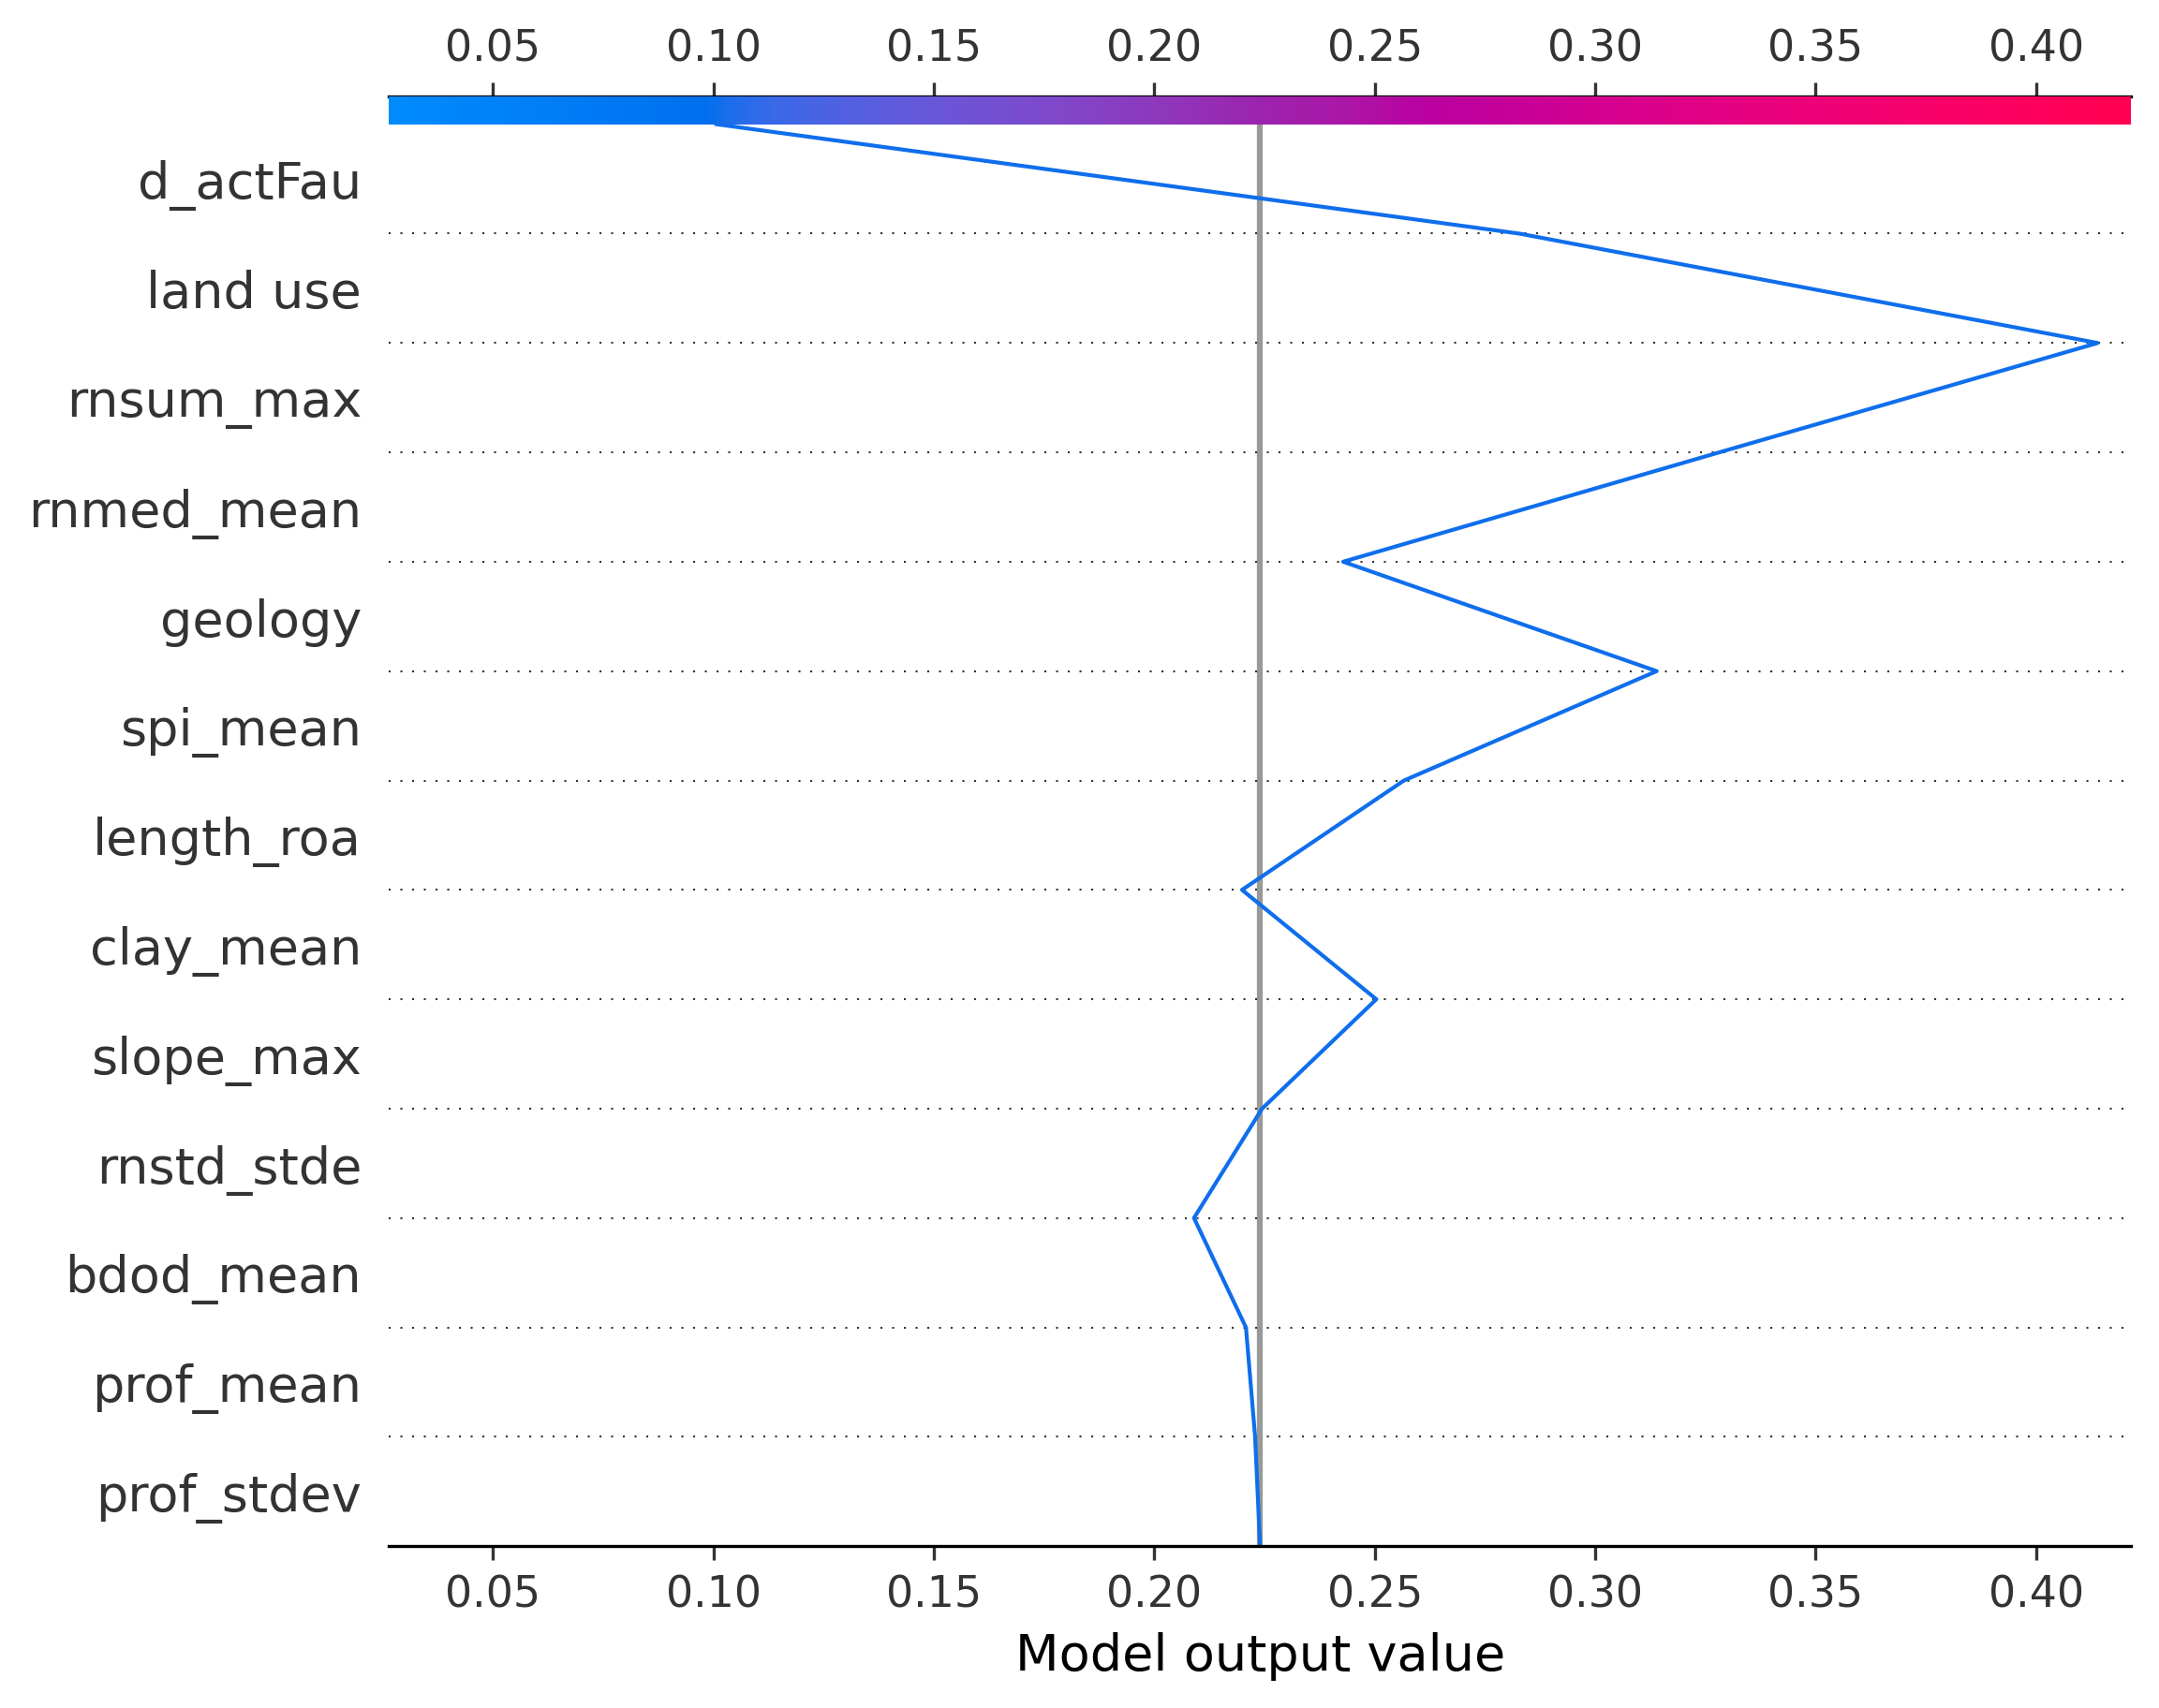 0.05 0.10 0.15 0.20 0.25 0.30 0.35 0.40
d_actFau
land use
rnsum_max
rnmed_mean
geology
spi_mean
length_roa
clay_mean
slope_max
rnstd_stde
bdod_mean
prof_mean
prof_stdev
0.05 0.10 0.15 0.20 0.25 0.30 0.35 0.40
Model output value